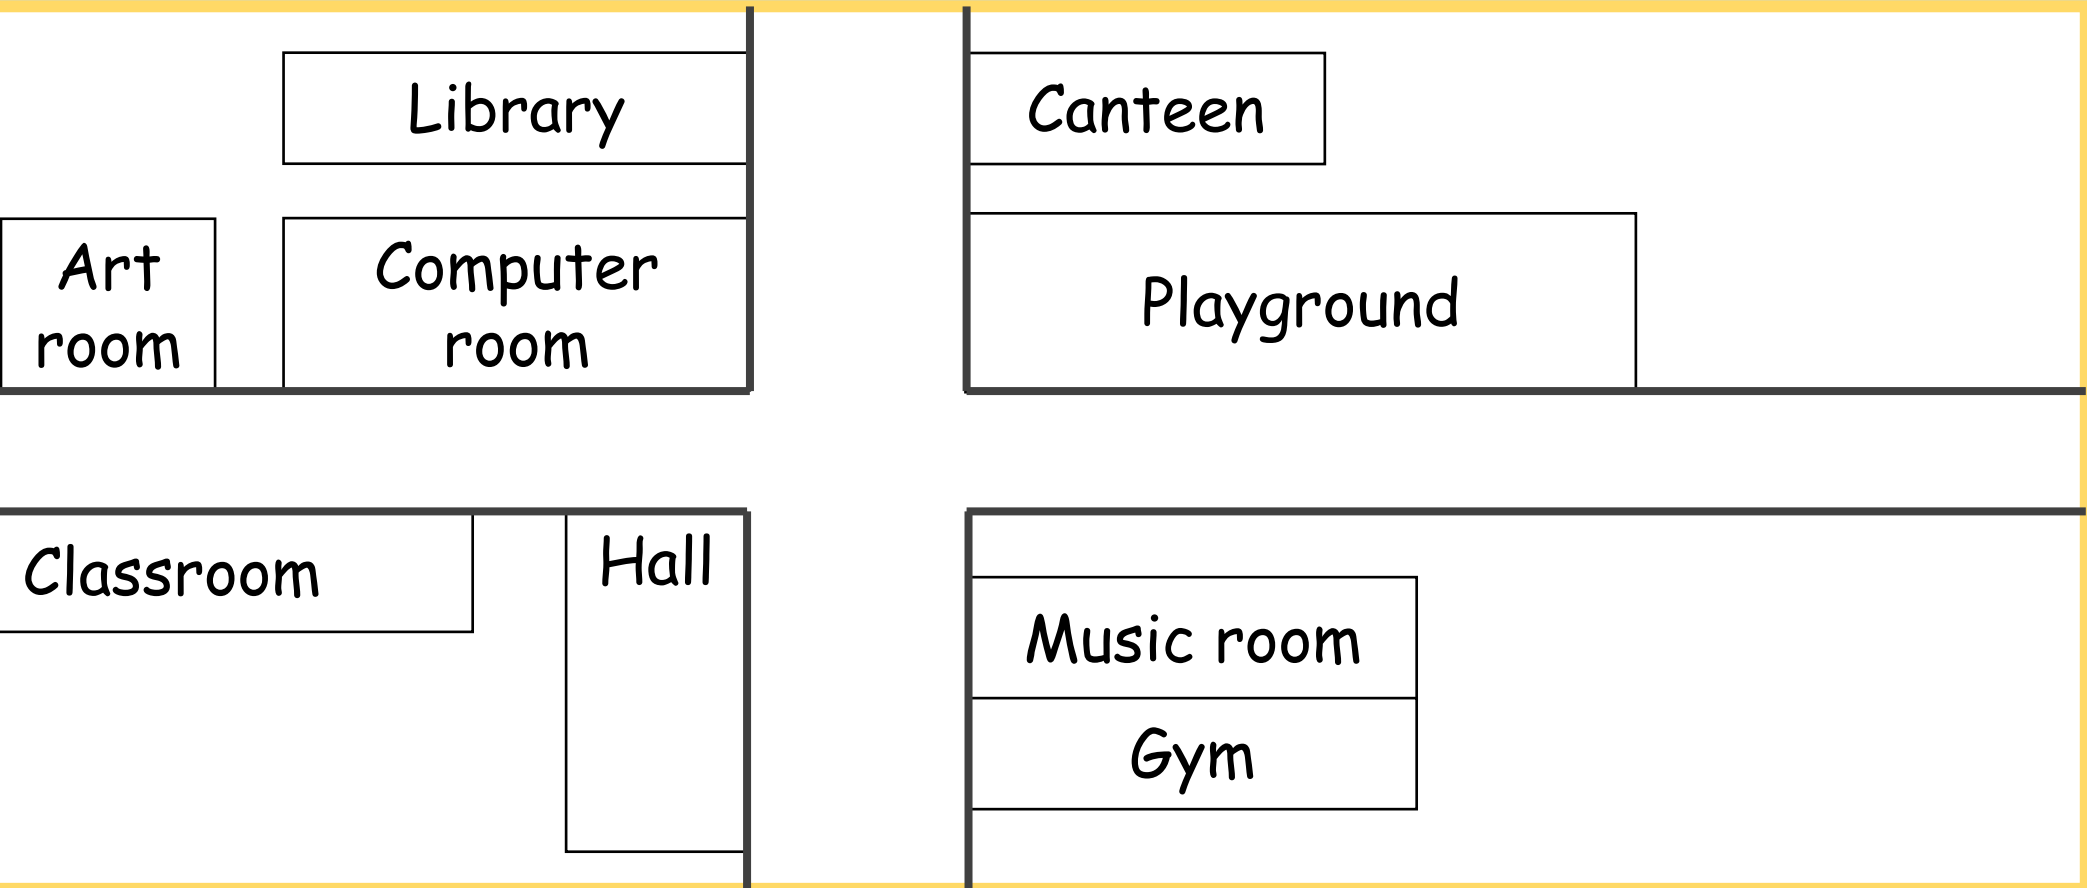 Library
Canteen
Art
room
Computer
room
Playground
Classroom
Hall
Music room
Gym